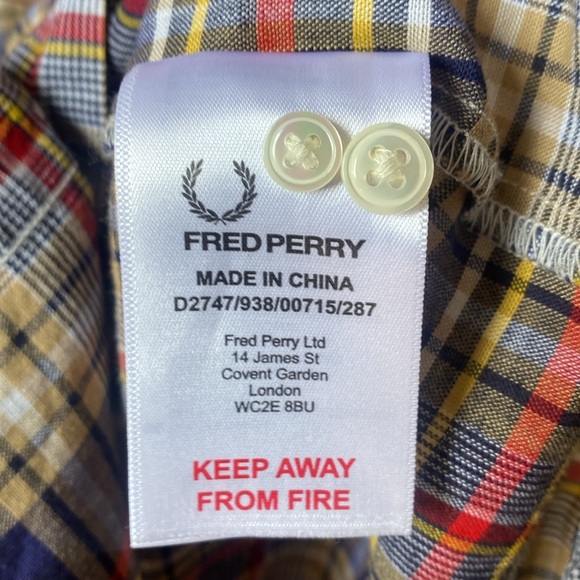 FRED PERRY
MADE IN CHINA
D2747/938/00715/287
Fred Perry Ltd
14 James St
Covent Garden
London
WC2E 8BU
KEEP AWAY
FROM FIRE